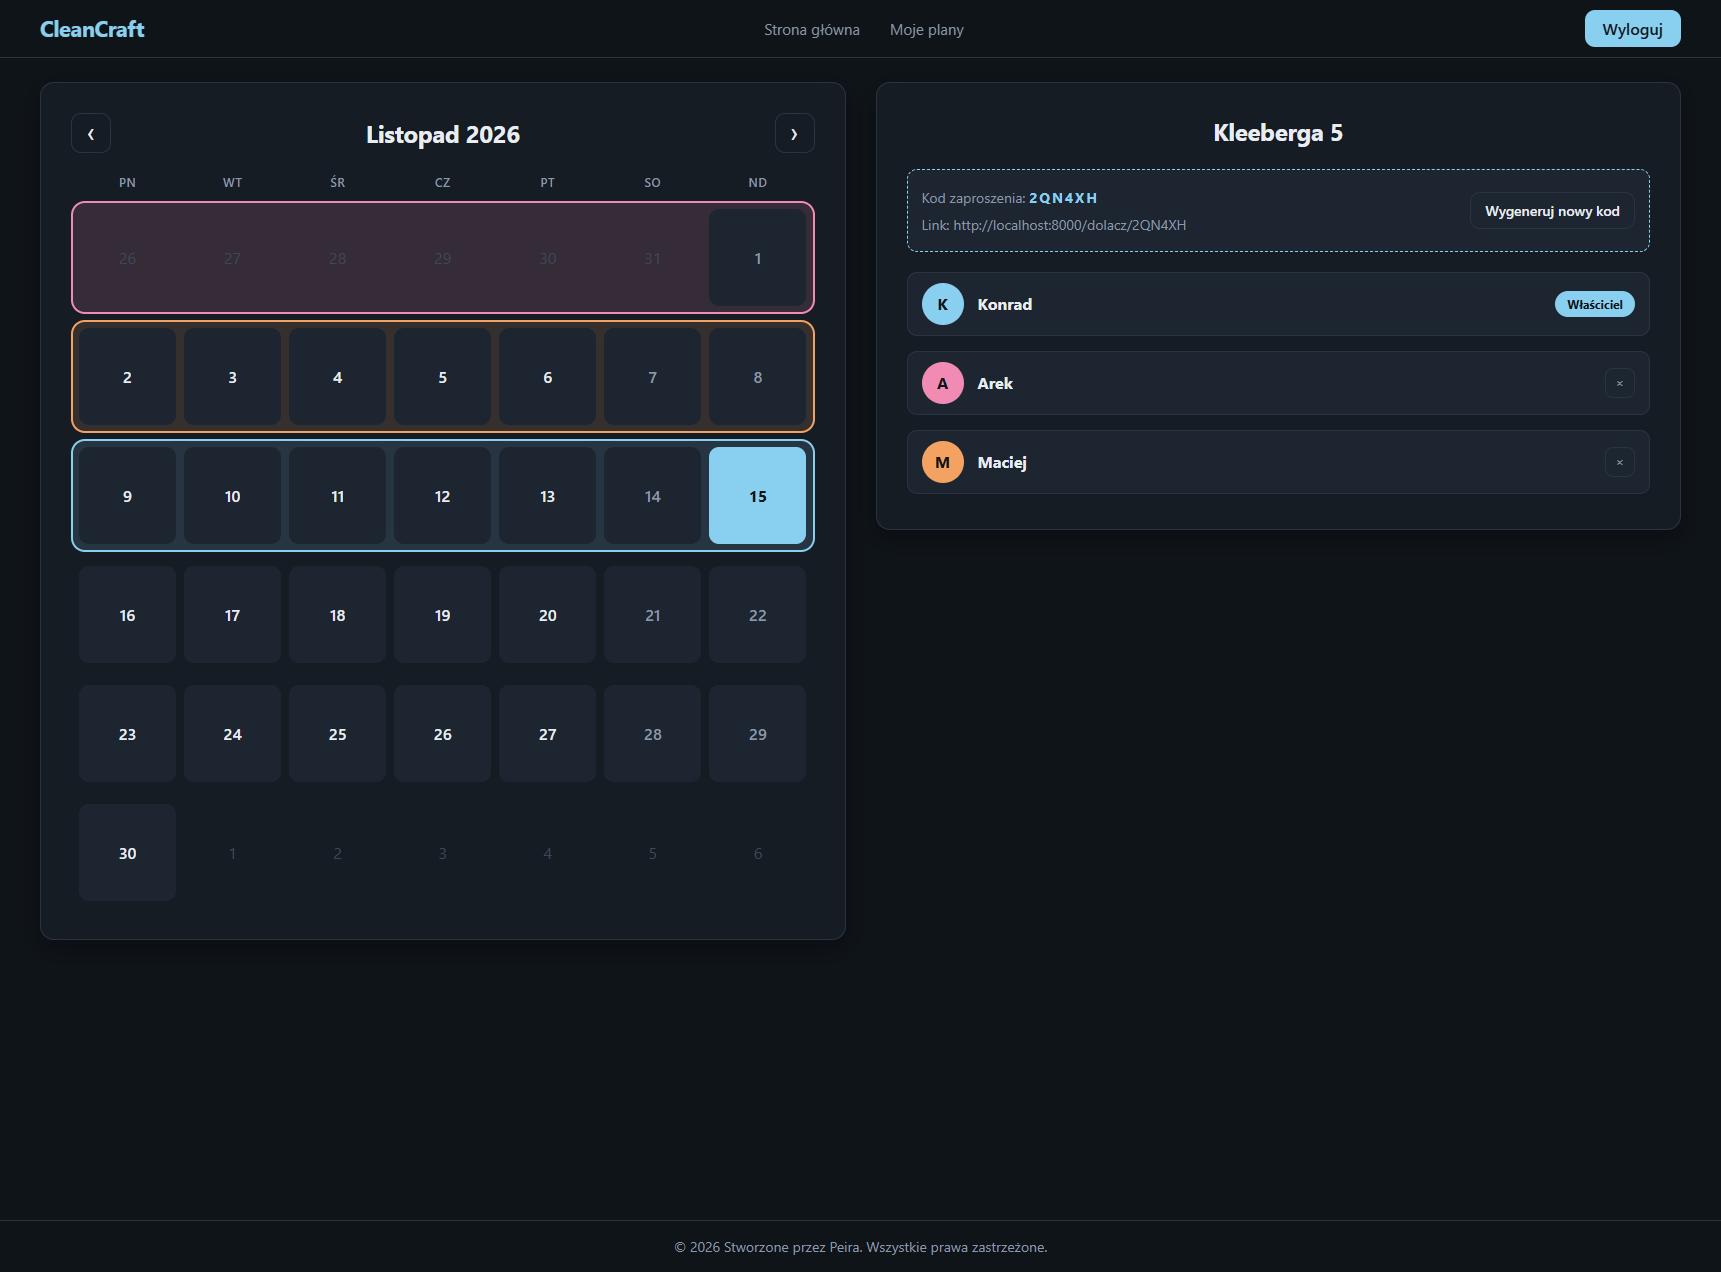 CleanCraft
Strona główna
Moje plany
Wyloguj
Listopad 2026
PN WT ŚR CZ PT SO ND
26 27 28 29 30 31 1
2 3 4 5 6 7 8
9 10 11 12 13 14 15
16 17 18 19 20 21 22
23 24 25 26 27 28 29
30 1 2 3 4 5 6
Kleeberga 5
Kod zaproszenia: 2QN4XH
Link: http://localhost:8000/dolacz/2QN4XH
Wygeneruj nowy kod
K Konrad Właściciel
A Arek ×
M Maciej ×
© 2026 Stworzone przez Peira. Wszystkie prawa zastrzeżone.